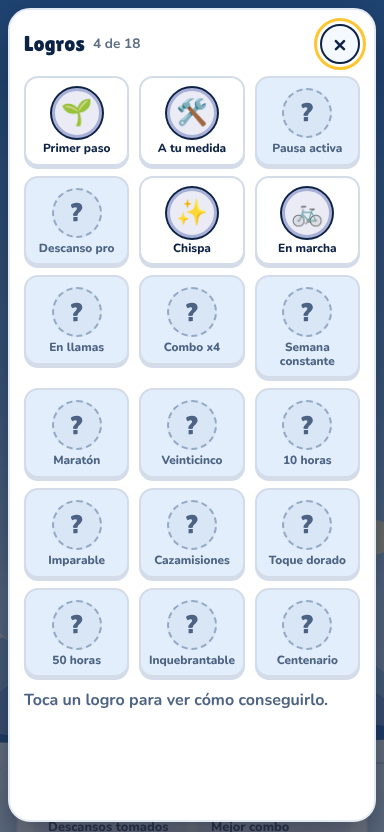 Logros 4 de 18
×
Primer paso
A tu medida
?
Pausa activa
?
Descanso pro
Chispa
En marcha
?
En llamas
?
Combo x4
?
Semana
constante
?
Maratón
?
Veinticinco
?
10 horas
?
Imparable
?
Cazamisiones
?
Toque dorado
?
50 horas
?
Inquebrantable
?
Centenario
Toca un logro para ver cómo conseguirlo.
Descansos tomados
Mejor combo